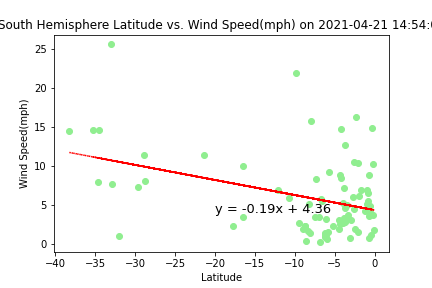 South Hemisphere Latitude vs. Wind Speed(mph) on 2021-04-21 14:54:
Wind Speed(mph)
25
20
15
10
5
0
y = -0.19x + 4.36
−40 −35 −30 −25 −20 −15 −10 −5 0
Latitude